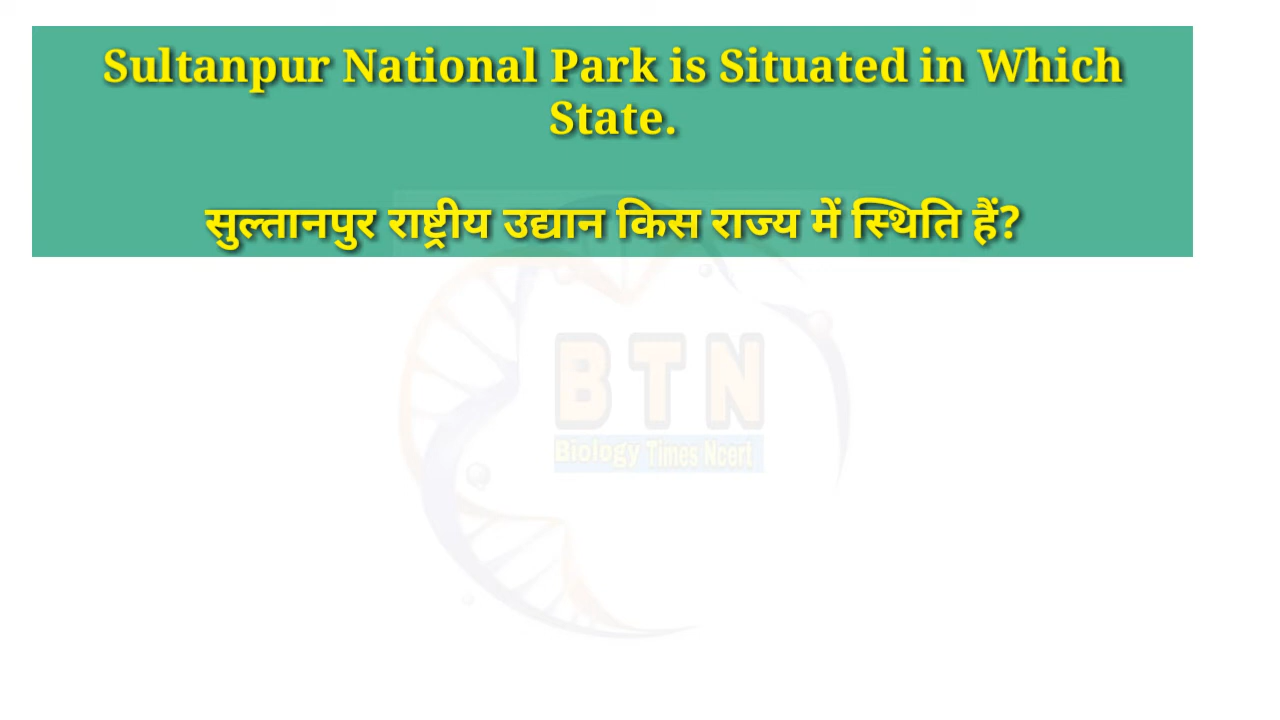 Sultanpur National Park is Situated in Which
State.
सुल्तानपुर राष्ट्रीय उद्यान किस राज्य में स्थिति हैं?
BTN
Biology Times Ncert